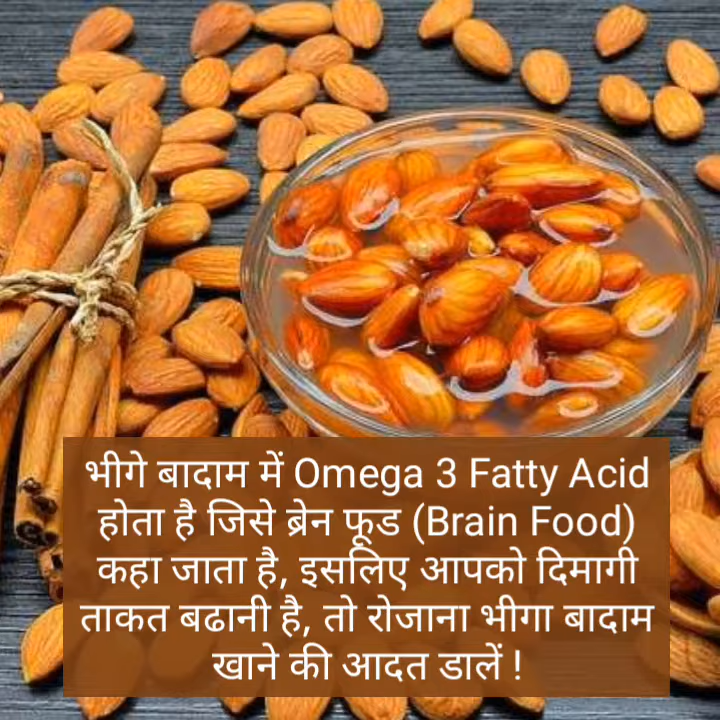 भीगे बादाम में Omega 3 Fatty Acid
होता है जिसे ब्रेन फूड (Brain Food)
कहा जाता है, इसलिए आपको दिमागी
ताकत बढानी है, तो रोजाना भीगा बादाम
खाने की आदत डालें !